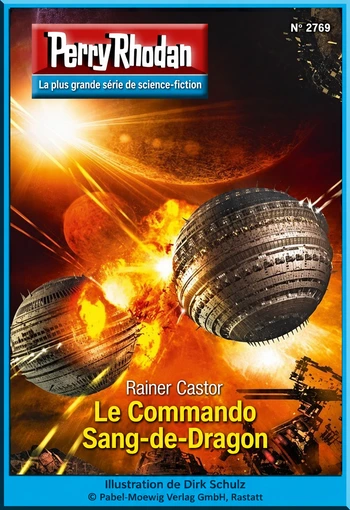 N° 2769
Perry Rhodan
La plus grande série de science-fiction
Rainer Castor
Le Commando
Sang-de-Dragon
Illustration de Dirk Schulz
© Pabel-Moewig Verlag GmbH, Rastatt